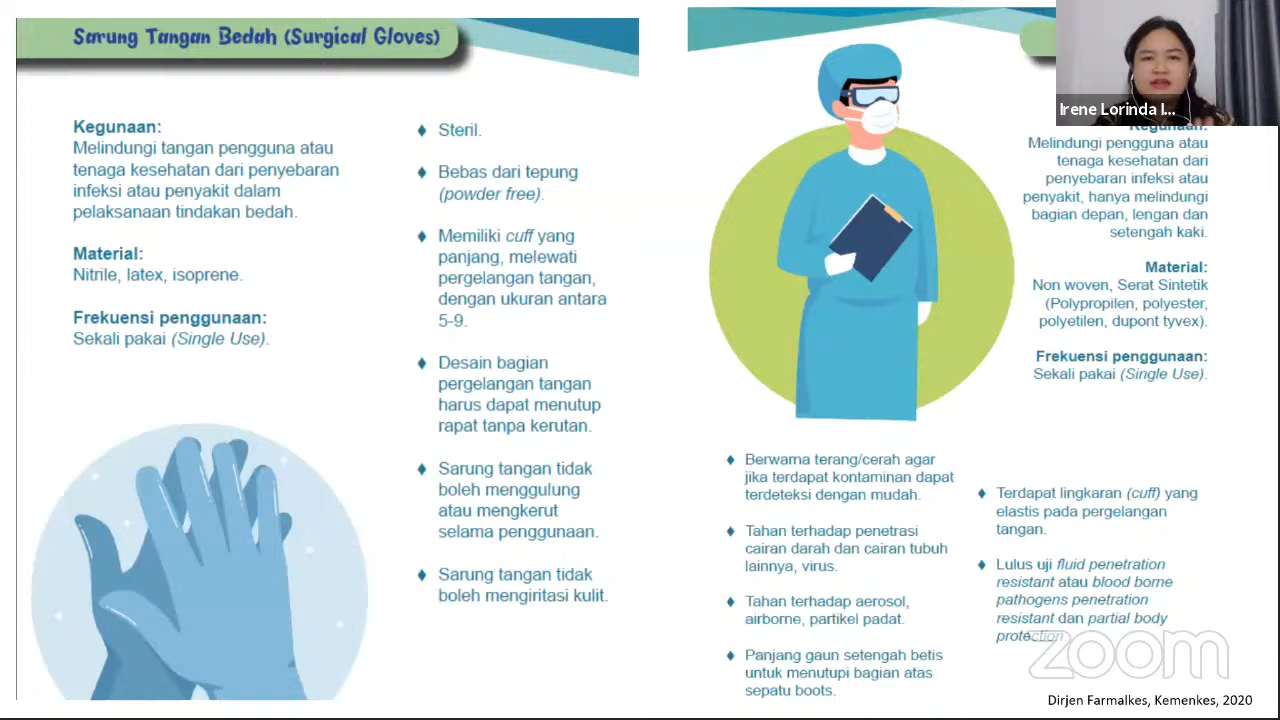 Sarung Tangan Bedah (Surgical Gloves)
Kegunaan:
Melindungi tangan pengguna atau
tenaga kesehatan dari penyebaran
infeksi atau penyakit dalam
pelaksanaan tindakan bedah.
Material:
Nitrile, latex, isoprene.
Frekuensi penggunaan:
Sekali pakai (Single Use).
Steril.
Bebas dari tepung
(powder free).
Memiliki cuff yang
panjang, melewati
pergelangan tangan,
dengan ukuran antara
5-9.
Desain bagian
pergelangan tangan
harus dapat menutup
rapat tanpa kerutan.
Sarung tangan tidak
boleh menggulung
atau mengkerut
selama penggunaan.
Sarung tangan tidak
boleh mengiritasi kulit.
Irene Lorinda I...
Kegunaan:
Melindungi pengguna atau
tenaga kesehatan dari
penyebaran infeksi atau
penyakit, hanya melindungi
bagian depan, lengan dan
setengah kaki.
Material:
Non woven, Serat Sintetik
(Polypropilen, polyester,
polyetilen, dupont tyvex).
Frekuensi penggunaan:
Sekali pakai (Single Use).
Berwarna terang/cerah agar
jika terdapat kontaminan dapat
terdeteksi dengan mudah.
Tahan terhadap penetrasi
cairan darah dan cairan tubuh
lainnya, virus.
Tahan terhadap aerosol,
airborne, partikel padat.
Panjang gaun setengah betis
untuk menutupi bagian atas
sepatu boots.
Terdapat lingkaran (cuff) yang
elastis pada pergelangan
tangan.
Lulus uji fluid penetration
resistant atau blood borne
pathogens penetration
resistant dan partial body
protection
zoom
Dirjen Farmalkes, Kemenkes, 2020